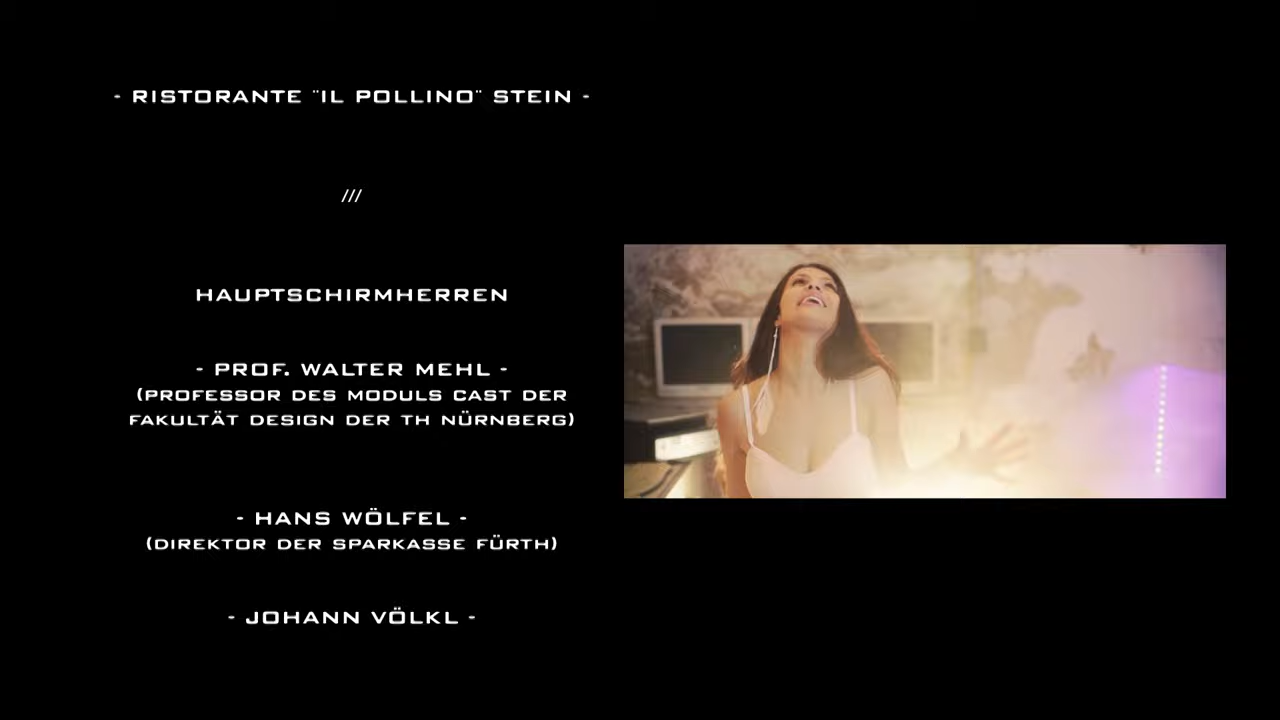 - RISTORANTE "IL POLLINO" STEIN -
///
HAUPTSCHIRMHERREN
- PROF. WALTER MEHL -
(PROFESSOR DES MODULS CAST DER
FAKULTÄT DESIGN DER TH NÜRNBERG)
- HANS WÖLFEL -
(DIREKTOR DER SPARKASSE FÜRTH)
- JOHANN VÖLKL -